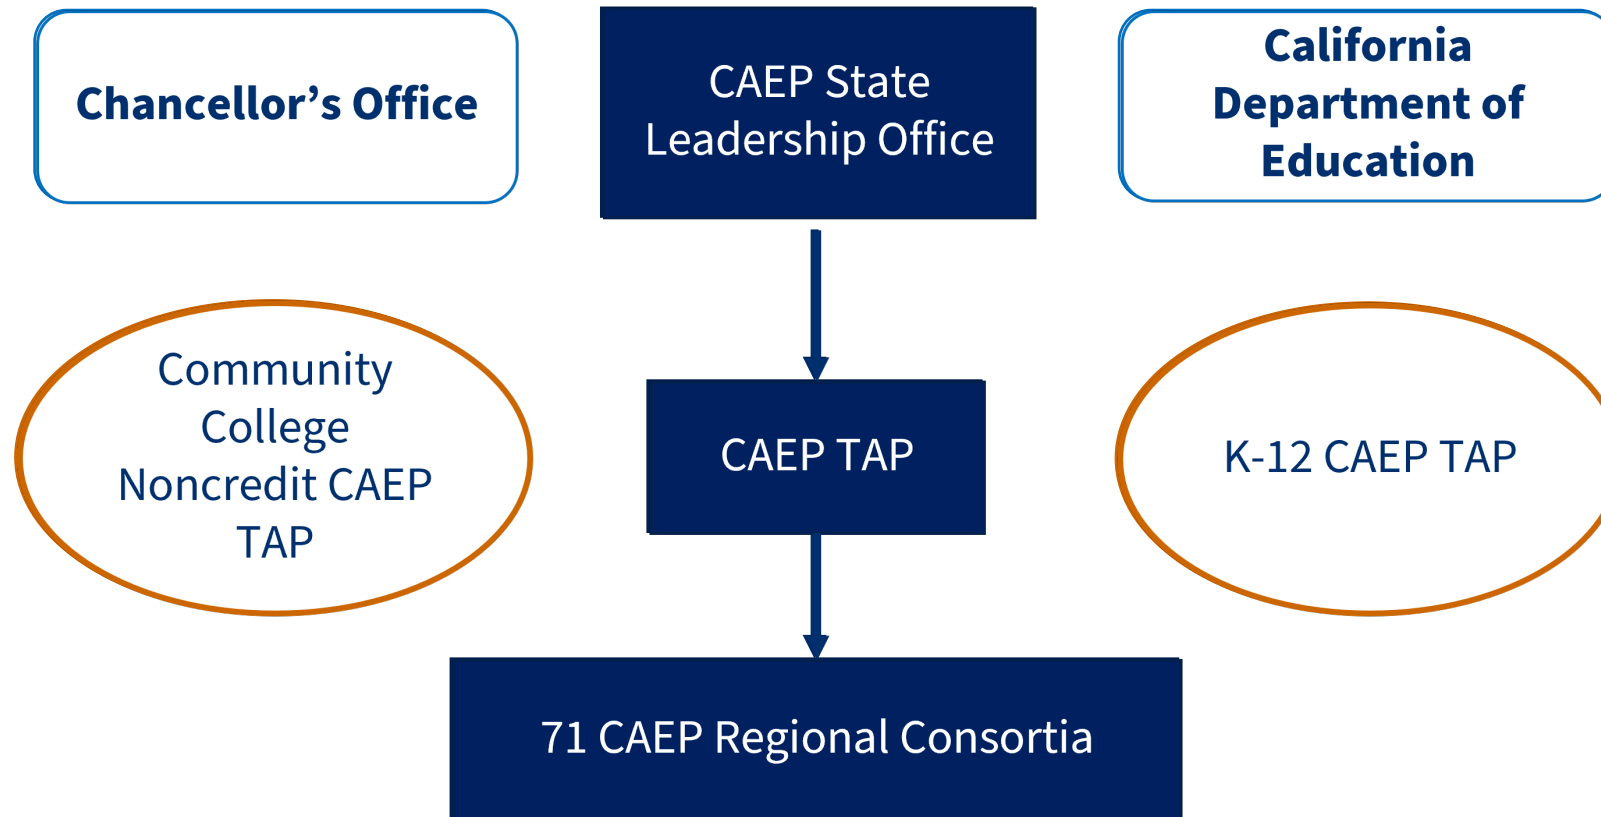 Chancellor’s Office
CAEP State
Leadership Office
California
Department of
Education
Community
College
Noncredit CAEP
TAP
CAEP TAP
K-12 CAEP TAP
71 CAEP Regional Consortia